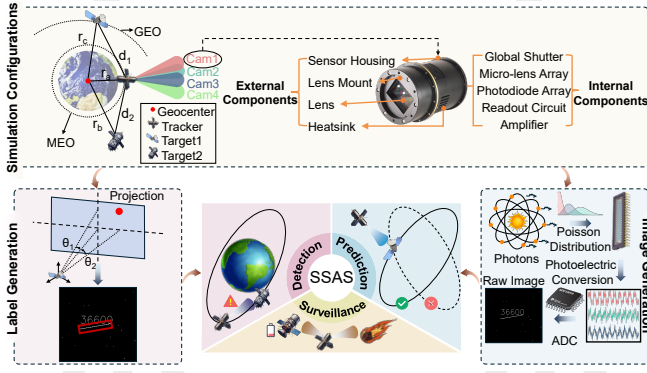 Simulation Configurations
GEO
MEO
r_c
d_1
r_a
r_b
d_2
Cam1
Cam2
Cam3
Cam4
Geocenter
Tracker
Target1
Target2
External
Components
Sensor Housing
Lens Mount
Lens
Heatsink
Global Shutter
Micro-lens Array
Photodiode Array
Readout Circuit
Amplifier
Internal
Components
Label Generation
Projection
θ_1
θ_2
36600
Detection
Prediction
SSAS
Surveillance
Image Generation
Photons
Poisson
Distribution
Photoelectric
Conversion
Raw Image
36600
ADC